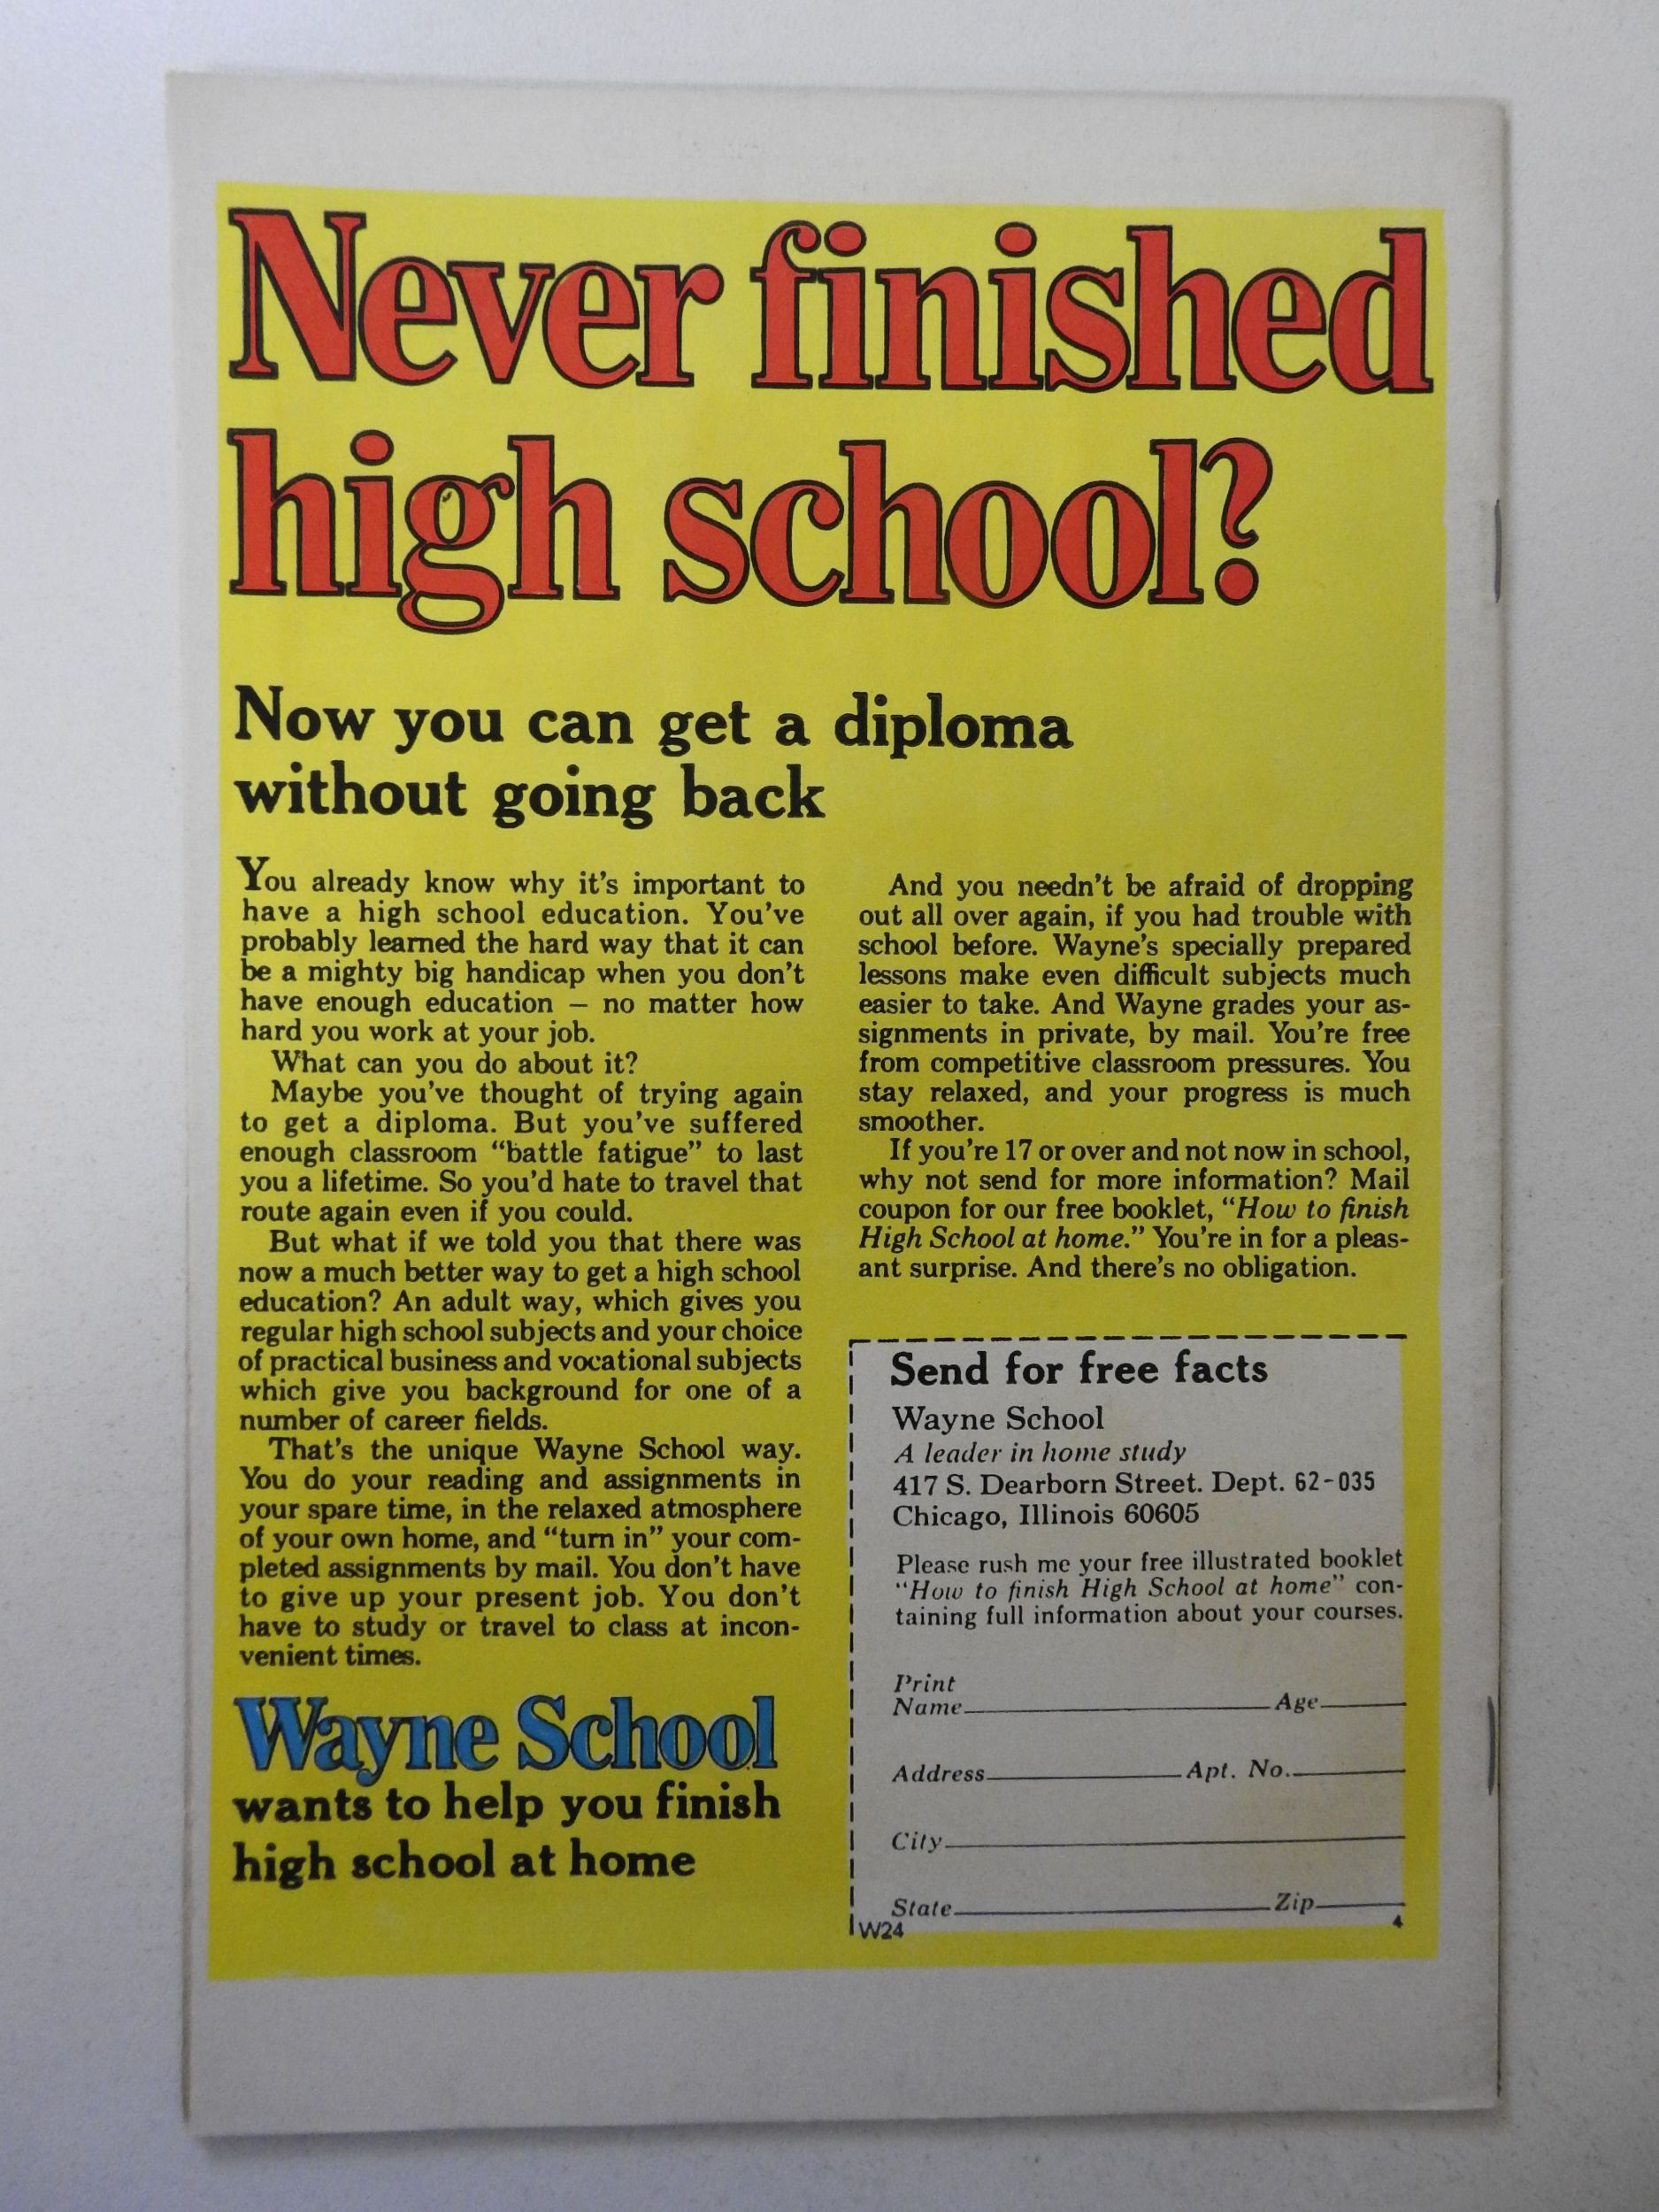 Never finished
high school?
Now you can get a diploma
without going back
You already know why it's important to
have a high school education. You've
probably learned the hard way that it can
be a mighty big handicap when you don't
have enough education – no matter how
hard you work at your job.
What can you do about it?
Maybe you've thought of trying again
to get a diploma. But you've suffered
enough classroom “battle fatigue” to last
you a lifetime. So you'd hate to travel that
route again even if you could.
But what if we told you that there was
now a much better way to get a high school
education? An adult way, which gives you
regular high school subjects and your choice
of practical business and vocational subjects
which give you background for one of a
number of career fields.
That's the unique Wayne School way.
You do your reading and assignments in
your spare time, in the relaxed atmosphere
of your own home, and “turn in” your com-
pleted assignments by mail. You don't have
to give up your present job. You don't
have to study or travel to class at incon-
venient times.
Wayne School
wants to help you finish
high school at home
And you needn't be afraid of dropping
out all over again, if you had trouble with
school before. Wayne's specially prepared
lessons make even difficult subjects much
easier to take. And Wayne grades your as-
signments in private, by mail. You're free
from competitive classroom pressures. You
stay relaxed, and your progress is much
smoother.
If you're 17 or over and not now in school,
why not send for more information? Mail
coupon for our free booklet, “How to finish
High School at home.” You're in for a pleas-
ant surprise. And there's no obligation.
Send for free facts
Wayne School
A leader in home study
417 S. Dearborn Street. Dept. 62-035
Chicago, Illinois 60605
Please rush me your free illustrated booklet
“How to finish High School at home” con-
taining full information about your courses.
Print
Name Age
Address Apt. No.
City
State Zip
W24 4